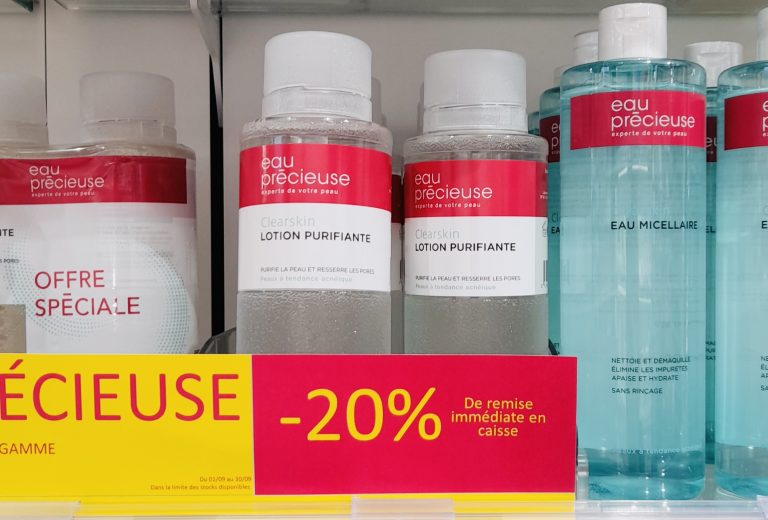 eau
précieuse
experte de votre peau
OFFRE
SPÉCIALE
eau
précieuse
experte de votre peau
Clearskin
LOTION PURIFIANTE
PURIFIE LA PEAU ET RESSERRE LES PORES
Peaux à tendance acnéique
eau
précieuse
experte de votre peau
Clearskin
LOTION PURIFIANTE
PURIFIE LA PEAU ET RESSERRE LES PORES
Peaux à tendance acnéique
eau
précieuse
experte de votre peau
EAU MICELLAIRE
NETTOIE ET DÉMAQUILLE
ÉLIMINE LES IMPURETÉS
APAISE ET HYDRATE
SANS RINÇAGE
eau
préci
ÉCIEUSE
GAMME
Du 01/09 au 30/09
Dans la limite des stocks disponibles
-20%
De remise
immédiate en
caisse